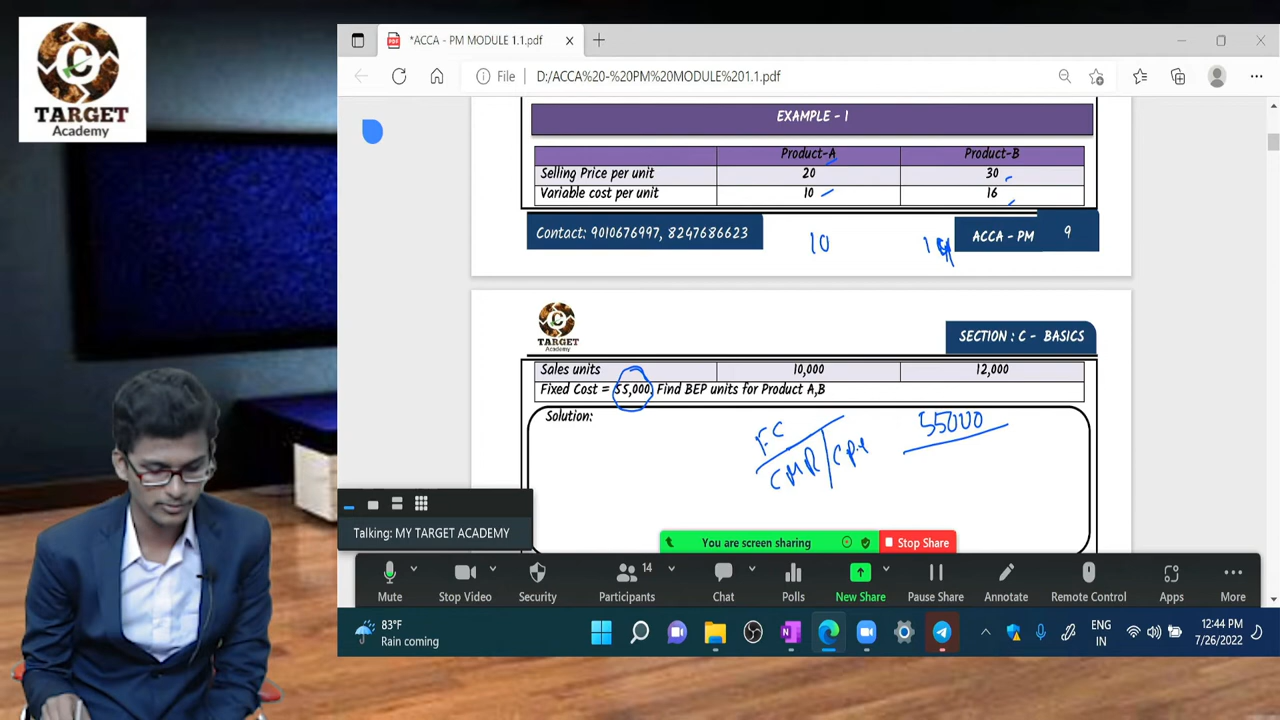 C
TARGET
Academy
*ACCA - PM MODULE 1.1.pdf
File
D:/ACCA%20-%20PM%20MODULE%201.1.pdf
EXAMPLE - 1
Product-A Product-B
Selling Price per unit 20 30
Variable cost per unit 10 16
Contact: 9010676997, 8247686623
10
ACCA - PM 9
C
TARGET
Academy
SECTION : C - BASICS
Sales units 10,000 12,000
Fixed Cost = 55,000. Find BEP units for Product A,B
Solution:
F.C
55000
CMR
Talking: MY TARGET ACADEMY
You are screen sharing
Stop Share
14
Mute
Stop Video
Security
Participants
Chat
Polls
New Share
Pause Share
Annotate
Remote Control
Apps
More
83°F
Rain coming
ENG
IN
12:44 PM
7/26/2022